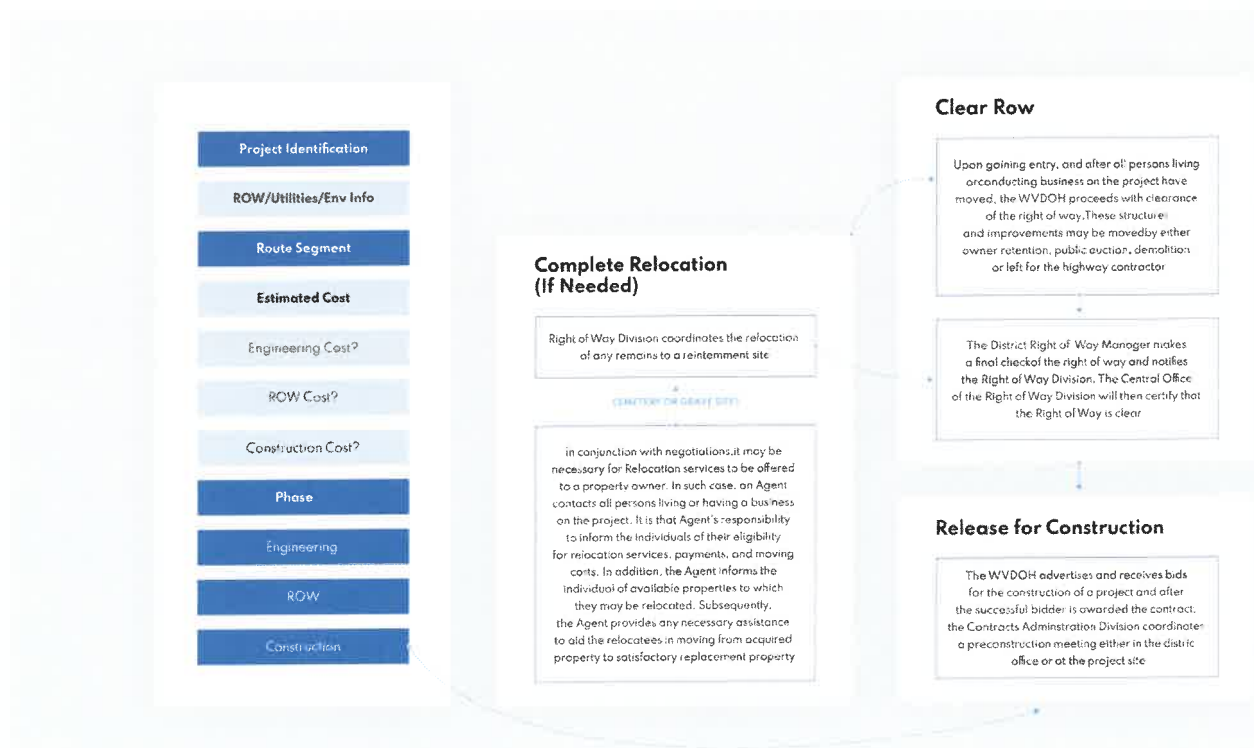 Project Identification
ROW/Utilities/Env Info
Route Segment
Estimated Cost
Engineering Cost?
ROW Cost?
Construction Cost?
Phase
Engineering
ROW
Construction
Complete Relocation
(If Needed)
Right of Way Division coordinates the relocation
of any remains to a reintemment site
CEMETERY OR GRAVE SITES
in conjunction with negotiations,it may be
necessary for Relocation services to be offered
to a property owner. In such case, an Agent
contacts all persons living or having a business
on the project. It is that Agent's responsibility
to inform the individuals of their eligibility
for relocation services, payments, and moving
costs. In addition, the Agent informs the
individual of available properties to which
they may be relocated. Subsequently,
the Agent provides any necessary assistance
to aid the relocatees in moving from acquired
property to satisfactory replacement property
Clear Row
Upon gaining entry, and after all persons living
orconducting business on the project have
moved, the WVDOH proceeds with clearance
of the right of way.These structures
and improvements may be movedby either
owner retention, public auction, demolition
or left for the highway contractor
The District Right of Way Manager makes
a final checkof the right of way and notifies
the Right of Way Division. The Central Office
of the Right of Way Division will then certify that
the Right of Way is clear
Release for Construction
The WVDOH advertises and receives bids
for the construction of a project and after
the successful bidder is awarded the contract,
the Contracts Adminstration Division coordinates
a preconstruction meeting either in the distric
office or at the project site